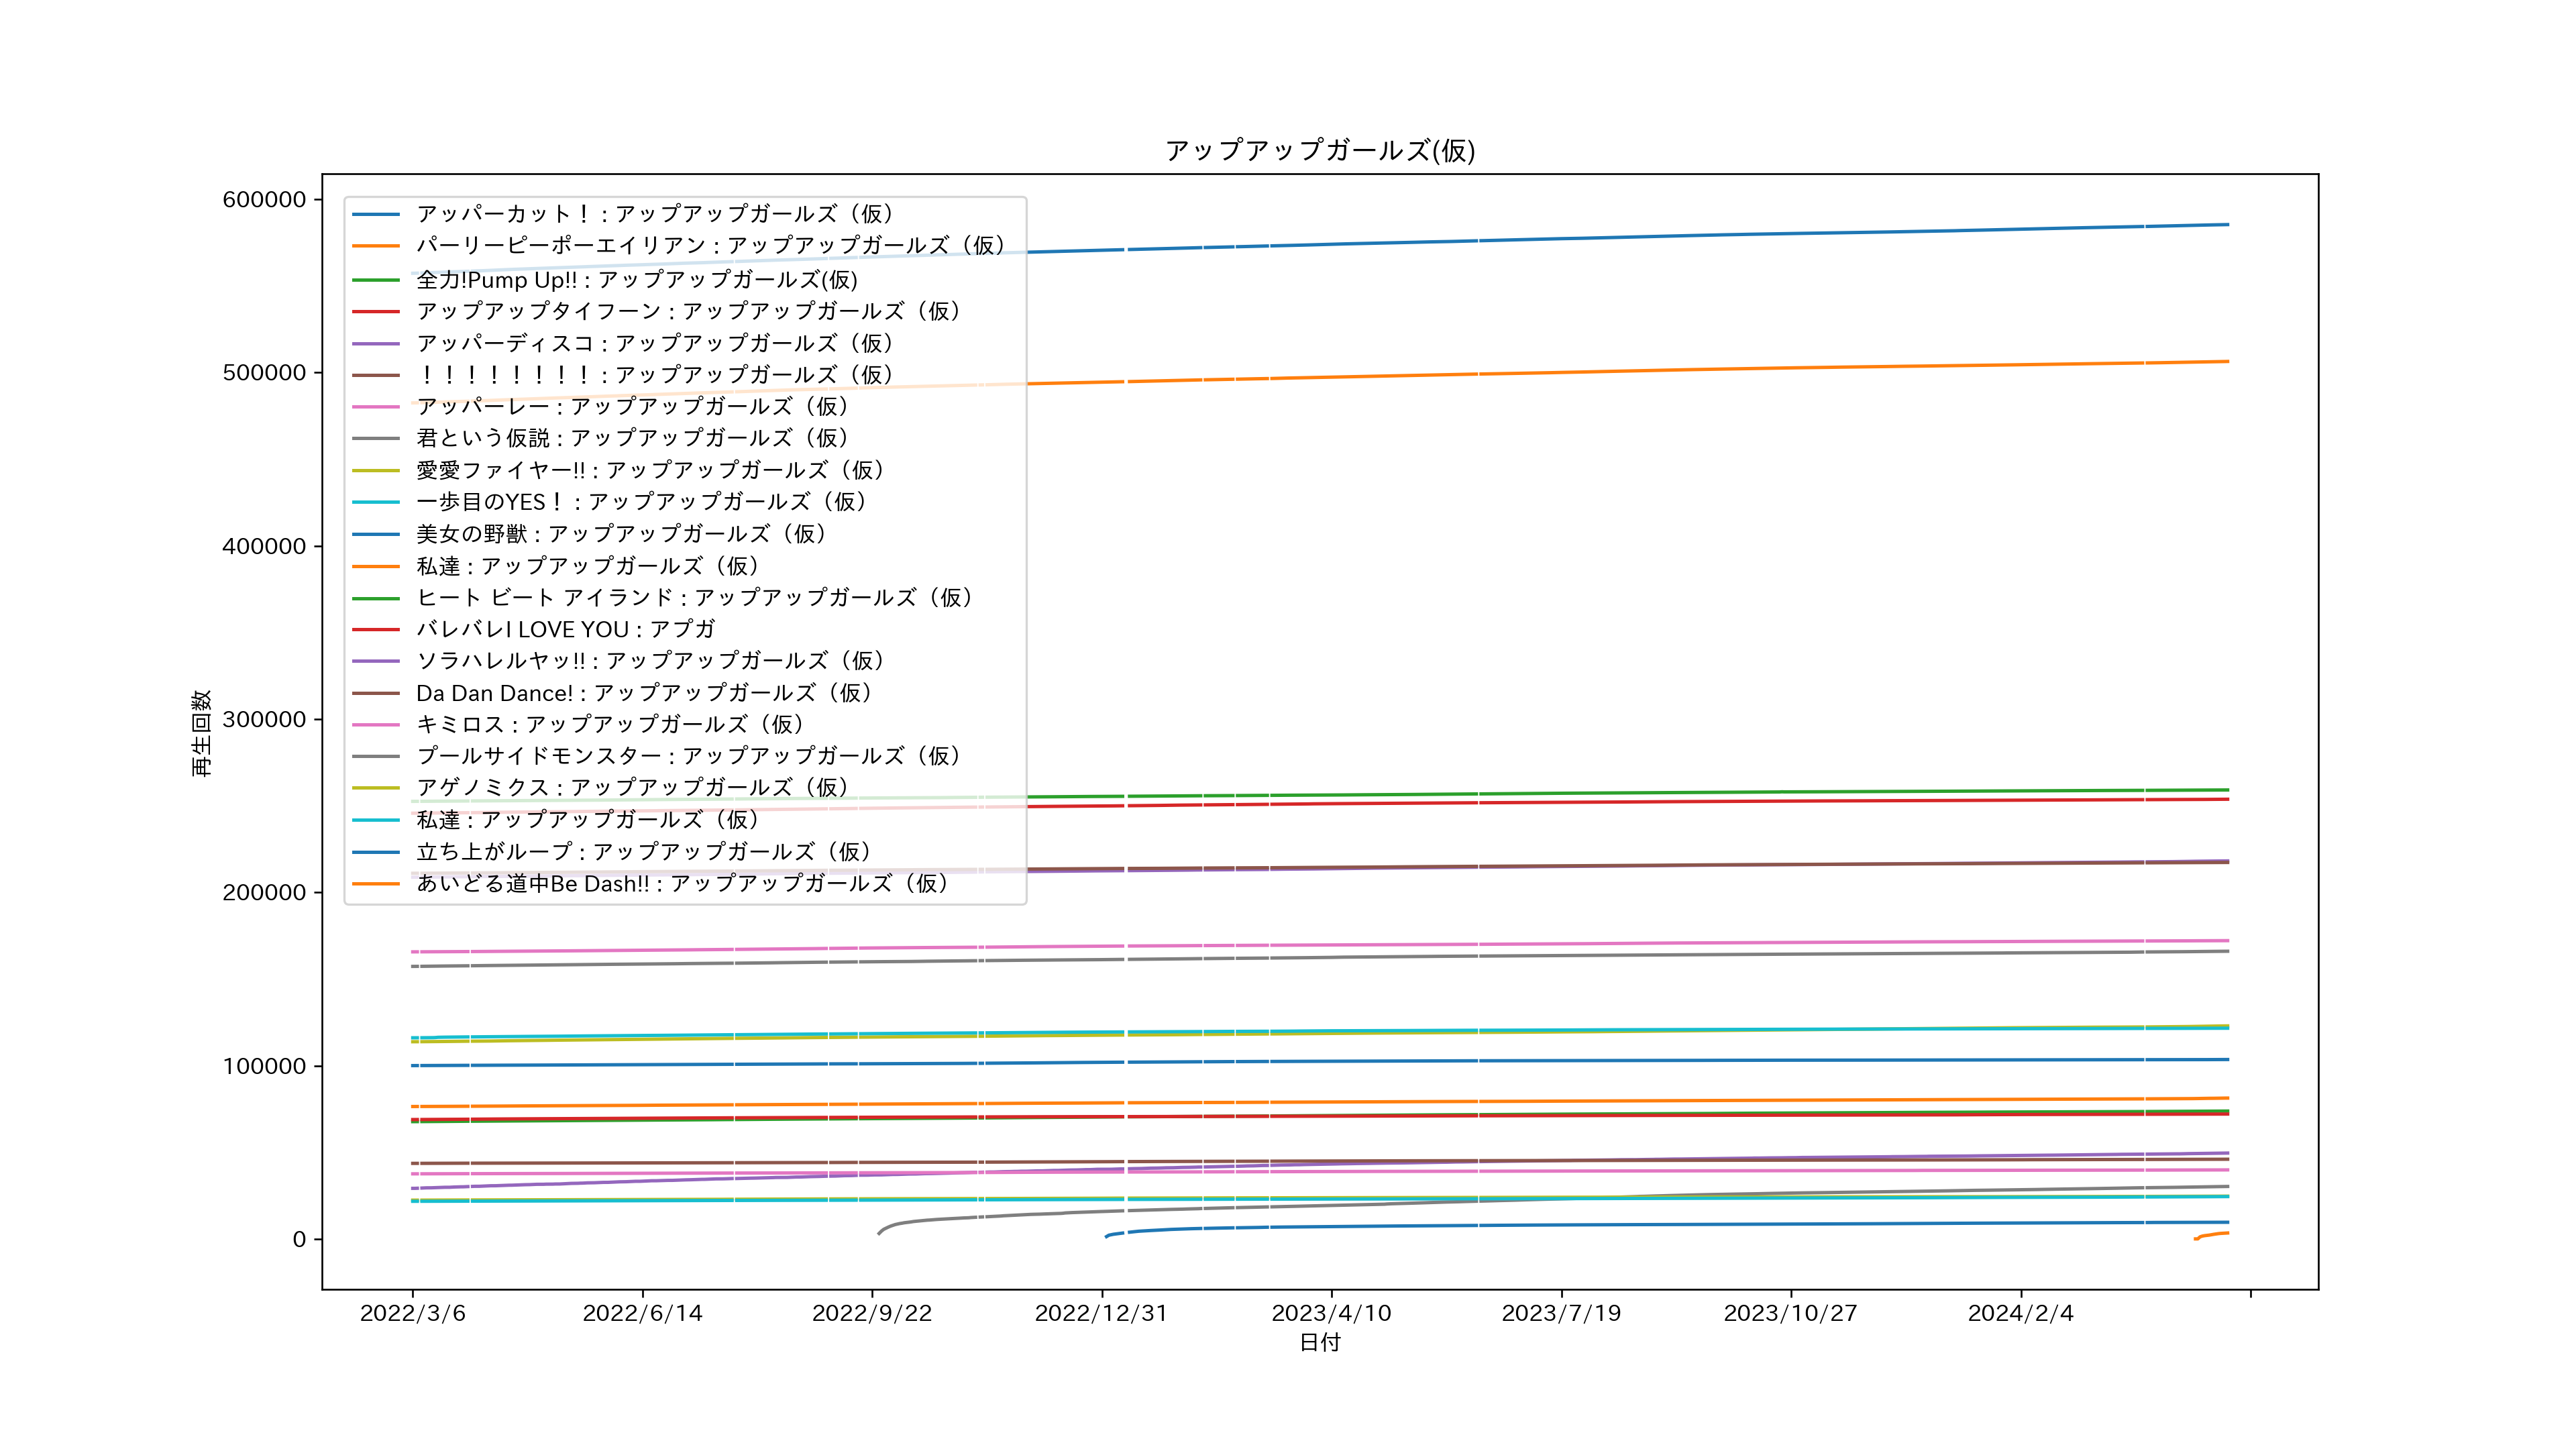 アップアップガールズ(仮)
600000
500000
400000
300000
200000
100000
0
再生回数
アッパーカット！ : アップアップガールズ（仮）
パーリーピーポーエイリアン : アップアップガールズ（仮）
全力!Pump Up!! : アップアップガールズ(仮)
アップアップタイフーン : アップアップガールズ（仮）
アッパーディスコ : アップアップガールズ（仮）
！！！！！！！！ : アップアップガールズ（仮）
アッパーレー : アップアップガールズ（仮）
君という仮説 : アップアップガールズ（仮）
愛愛ファイヤー!! : アップアップガールズ（仮）
一歩目のYES！ : アップアップガールズ（仮）
美女の野獣 : アップアップガールズ（仮）
私達 : アップアップガールズ（仮）
ヒート ビート アイランド : アップアップガールズ（仮）
バレバレI LOVE YOU : アプガ
ソラハレルヤッ!! : アップアップガールズ（仮）
Da Dan Dance! : アップアップガールズ（仮）
キミロス : アップアップガールズ（仮）
プールサイドモンスター : アップアップガールズ（仮）
アゲノミクス : アップアップガールズ（仮）
私達 : アップアップガールズ（仮）
立ち上がループ : アップアップガールズ（仮）
あいどる道中Be Dash!! : アップアップガールズ（仮）
2022/3/6
2022/6/14
2022/9/22
2022/12/31
2023/4/10
2023/7/19
2023/10/27
2024/2/4
日付